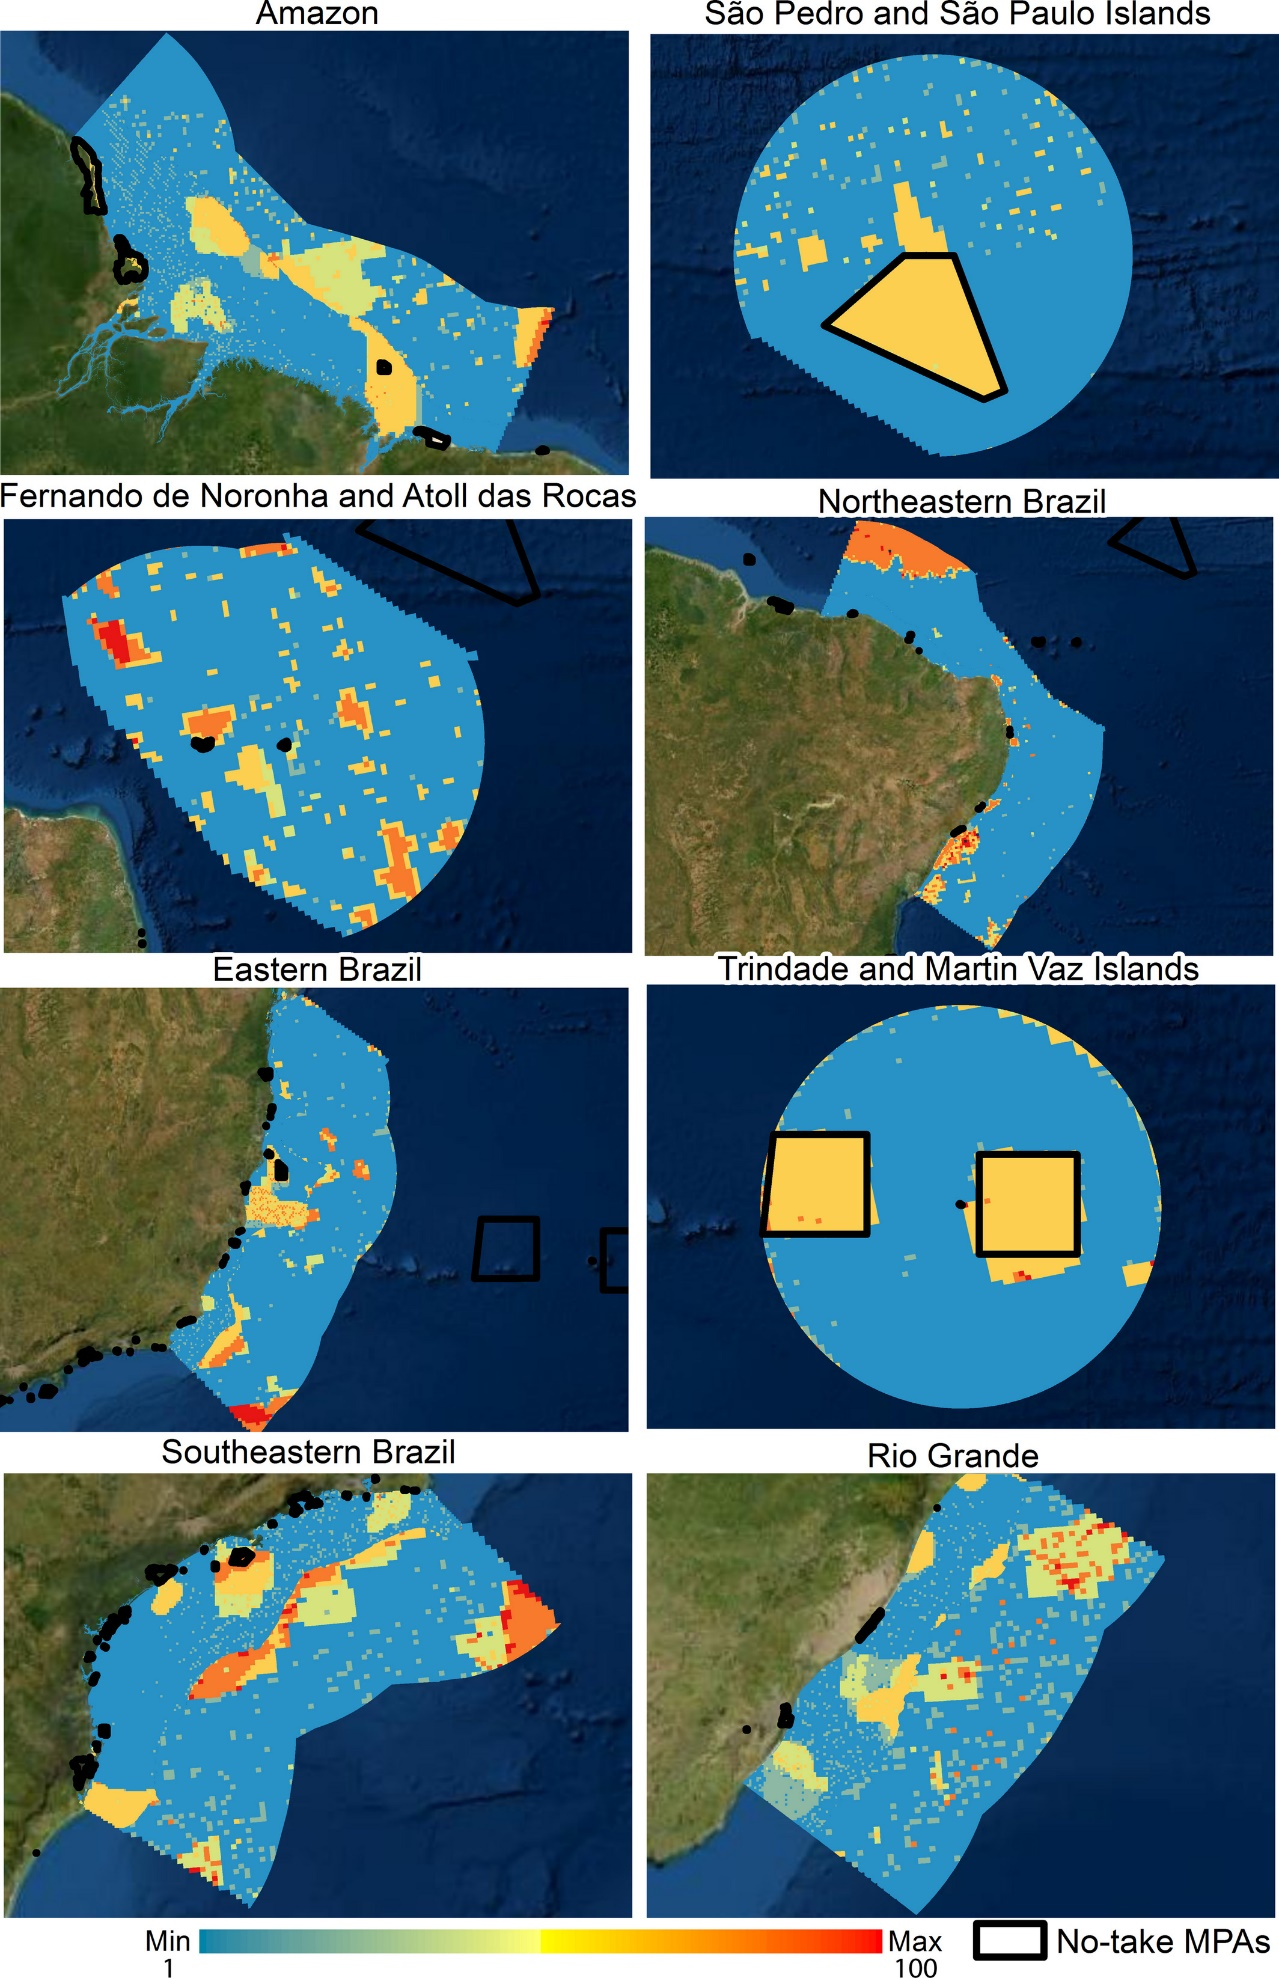 Amazon
São Pedro and São Paulo Islands
Fernando de Noronha and Atoll das Rocas
Northeastern Brazil
Eastern Brazil
Trindade and Martin Vaz Islands
Southeastern Brazil
Rio Grande
Min
1
Max
100
No-take MPAs